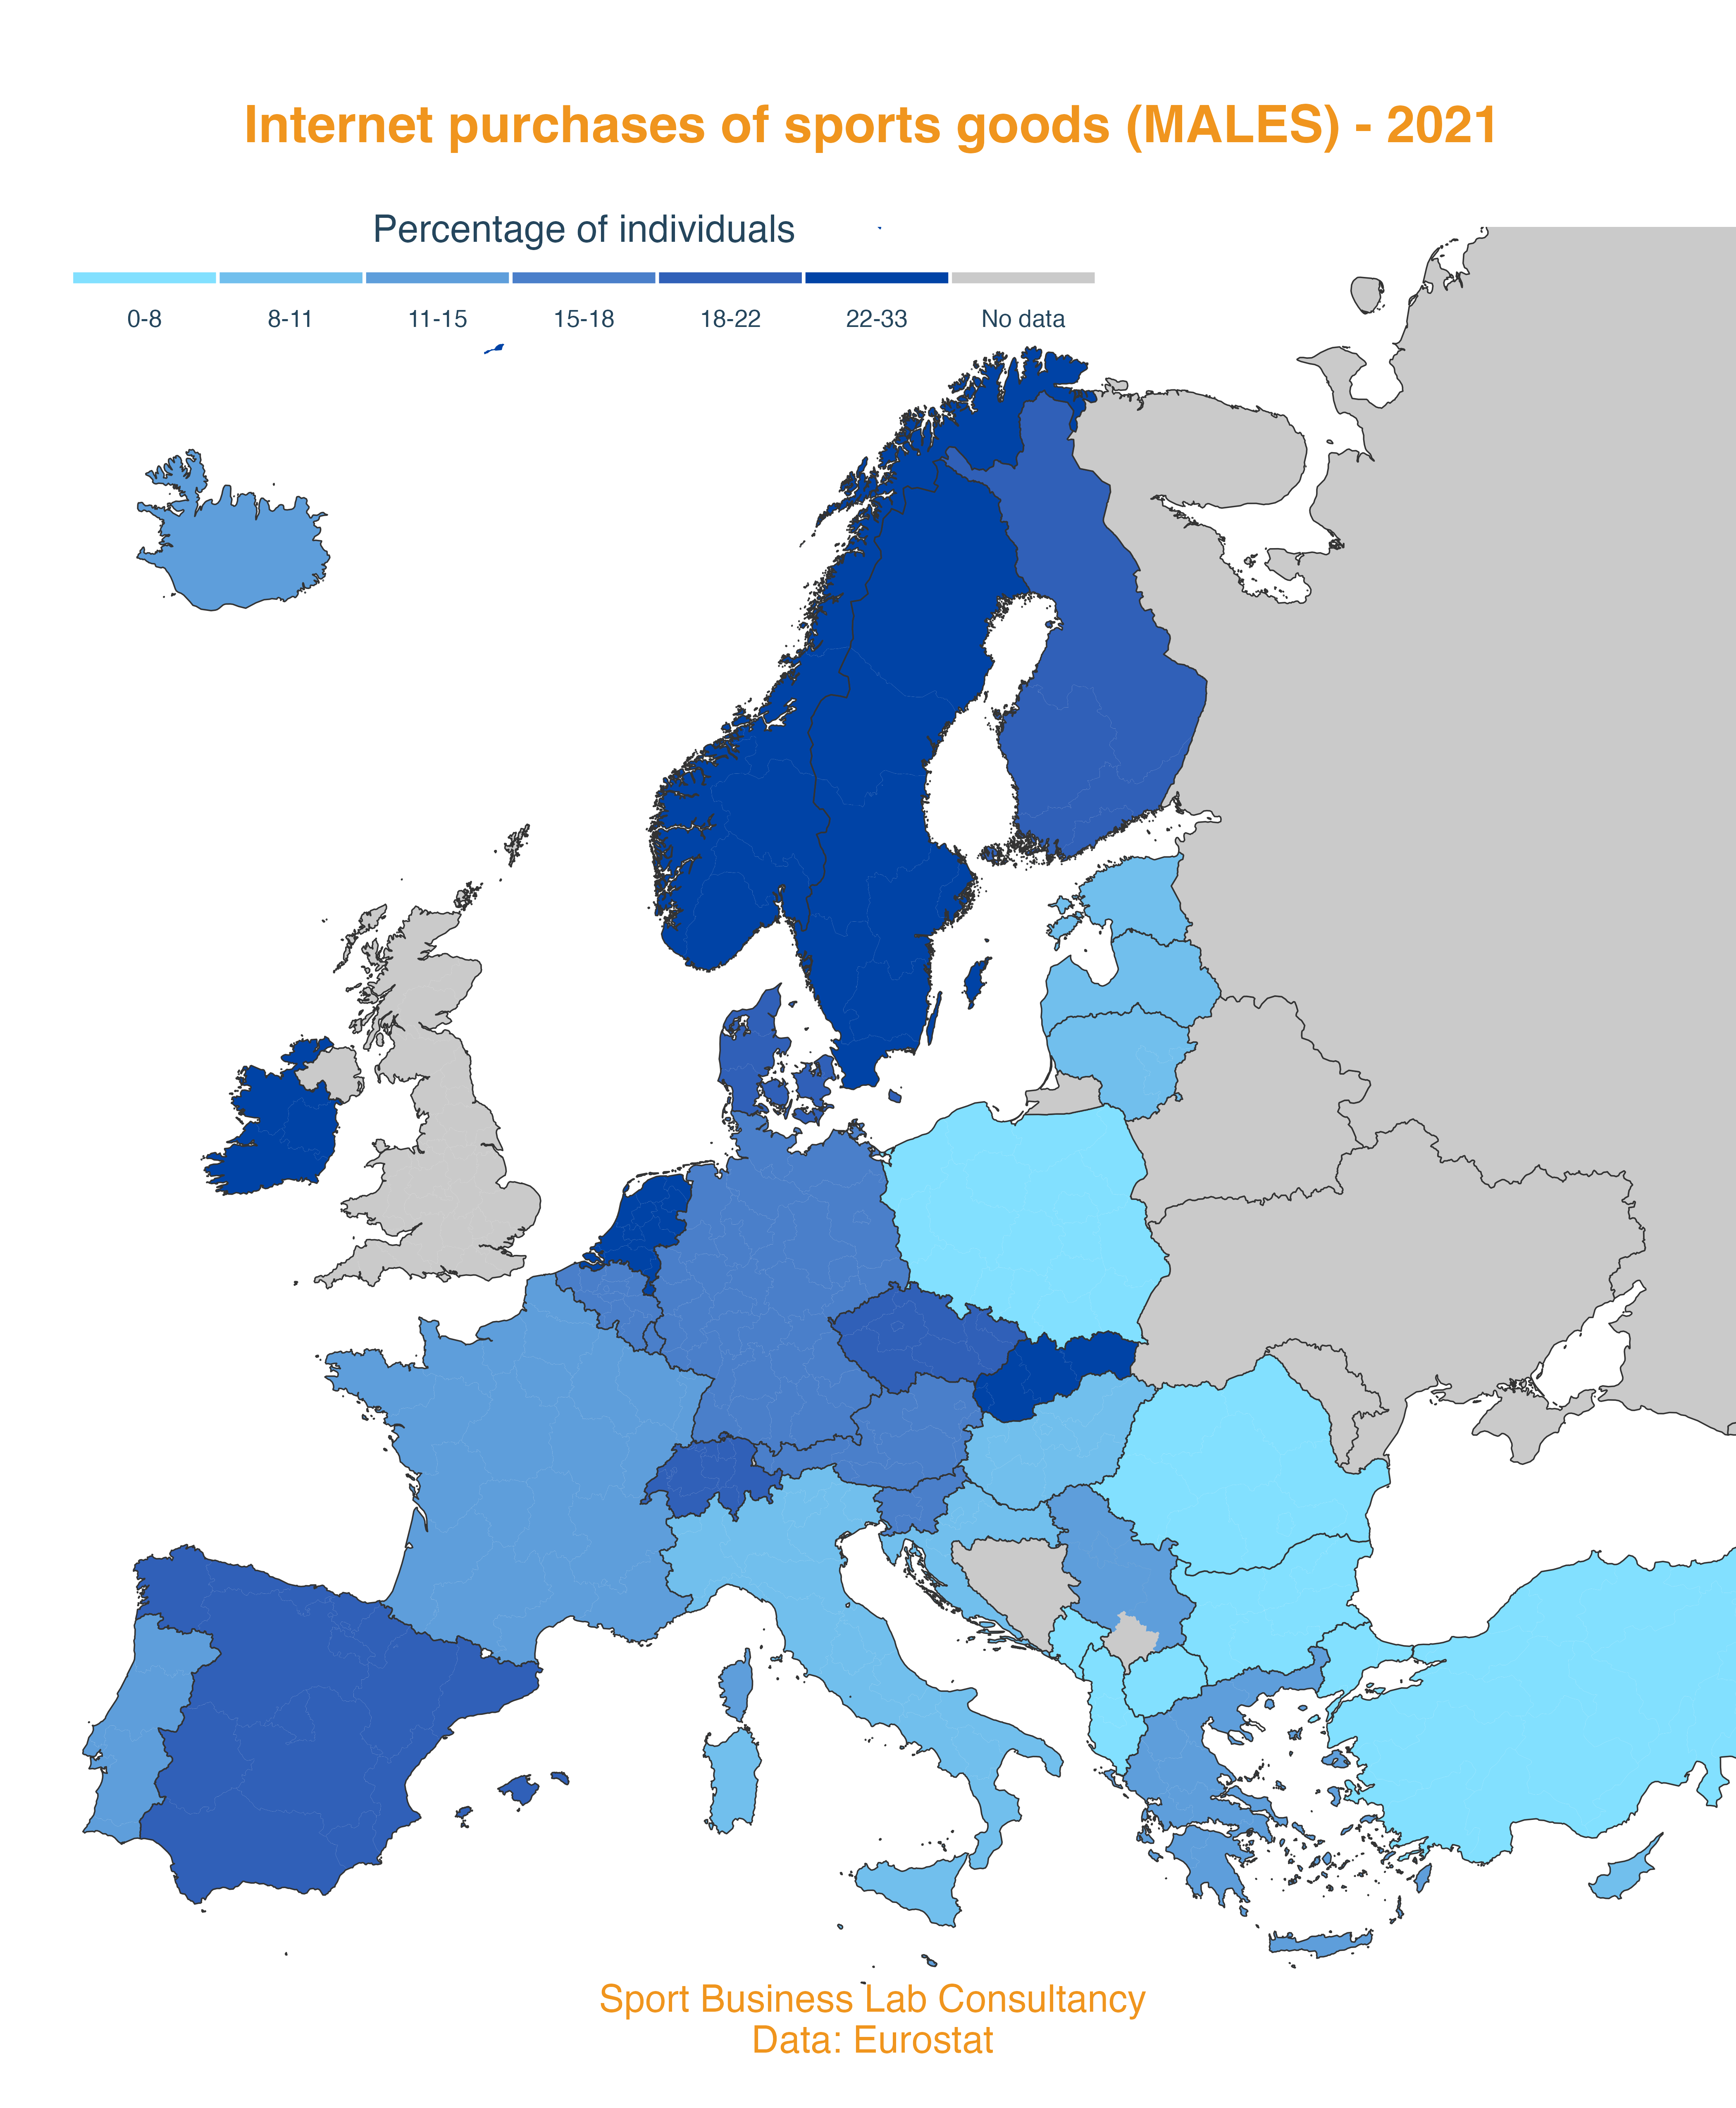 Internet purchases of sports goods (MALES) - 2021
Percentage of individuals
0-8 8-11 11-15 15-18 18-22 22-33 No data
Sport Business Lab Consultancy
Data: Eurostat